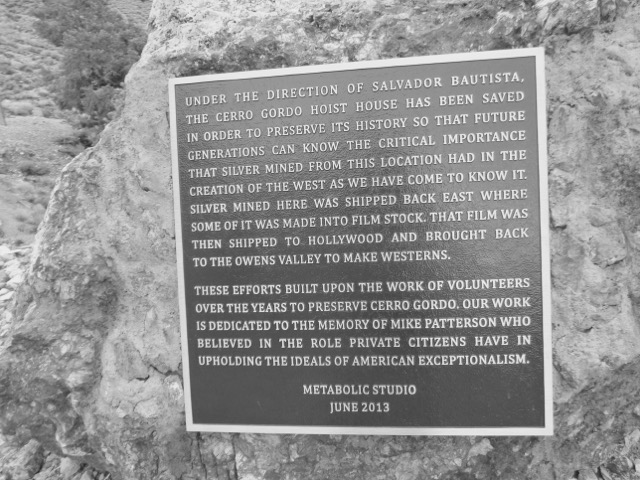 UNDER THE DIRECTION OF SALVADOR BAUTISTA,
THE CERRO GORDO HOIST HOUSE HAS BEEN SAVED
IN ORDER TO PRESERVE ITS HISTORY SO THAT FUTURE
GENERATIONS CAN KNOW THE CRITICAL IMPORTANCE
THAT SILVER MINED FROM THIS LOCATION HAD IN THE
CREATION OF THE WEST AS WE HAVE COME TO KNOW IT.
SILVER MINED HERE WAS SHIPPED BACK EAST WHERE
SOME OF IT WAS MADE INTO FILM STOCK. THAT FILM WAS
THEN SHIPPED TO HOLLYWOOD AND BROUGHT BACK
TO THE OWENS VALLEY TO MAKE WESTERNS.
THESE EFFORTS BUILT UPON THE WORK OF VOLUNTEERS
OVER THE YEARS TO PRESERVE CERRO GORDO. OUR WORK
IS DEDICATED TO THE MEMORY OF MIKE PATTERSON WHO
BELIEVED IN THE ROLE PRIVATE CITIZENS HAVE IN
UPHOLDING THE IDEALS OF AMERICAN EXCEPTIONALISM.
METABOLIC STUDIO
JUNE 2013